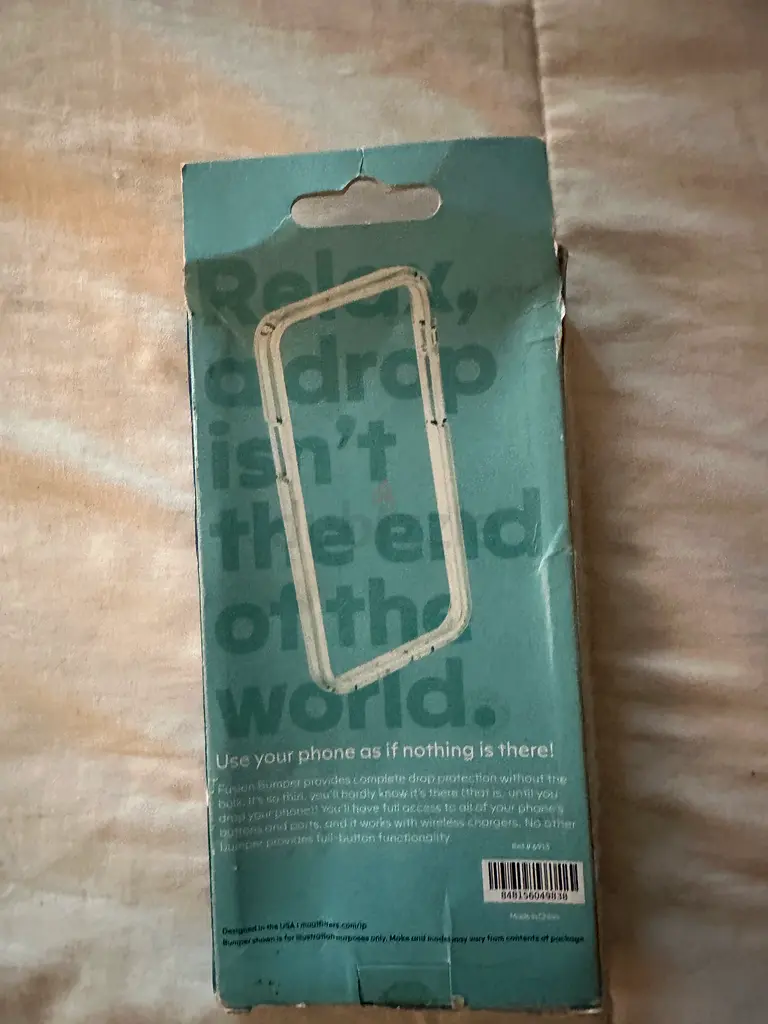 Relax,
a drop
isn't
the end
of the
world.
Use your phone as if nothing is there!
Fusion Bumper provides complete drop protection without the
bulk. It's so thin, you'll hardly know it's there (that is, until you
drop your phone)! You'll have full access to all of your phone's
buttons and ports, and it works with wireless chargers. No other
bumper provides full-button functionality.
848156049838
Made in China
Designed in the USA
Bumper shown is for illustration purposes only. Make and model may vary from contents of package